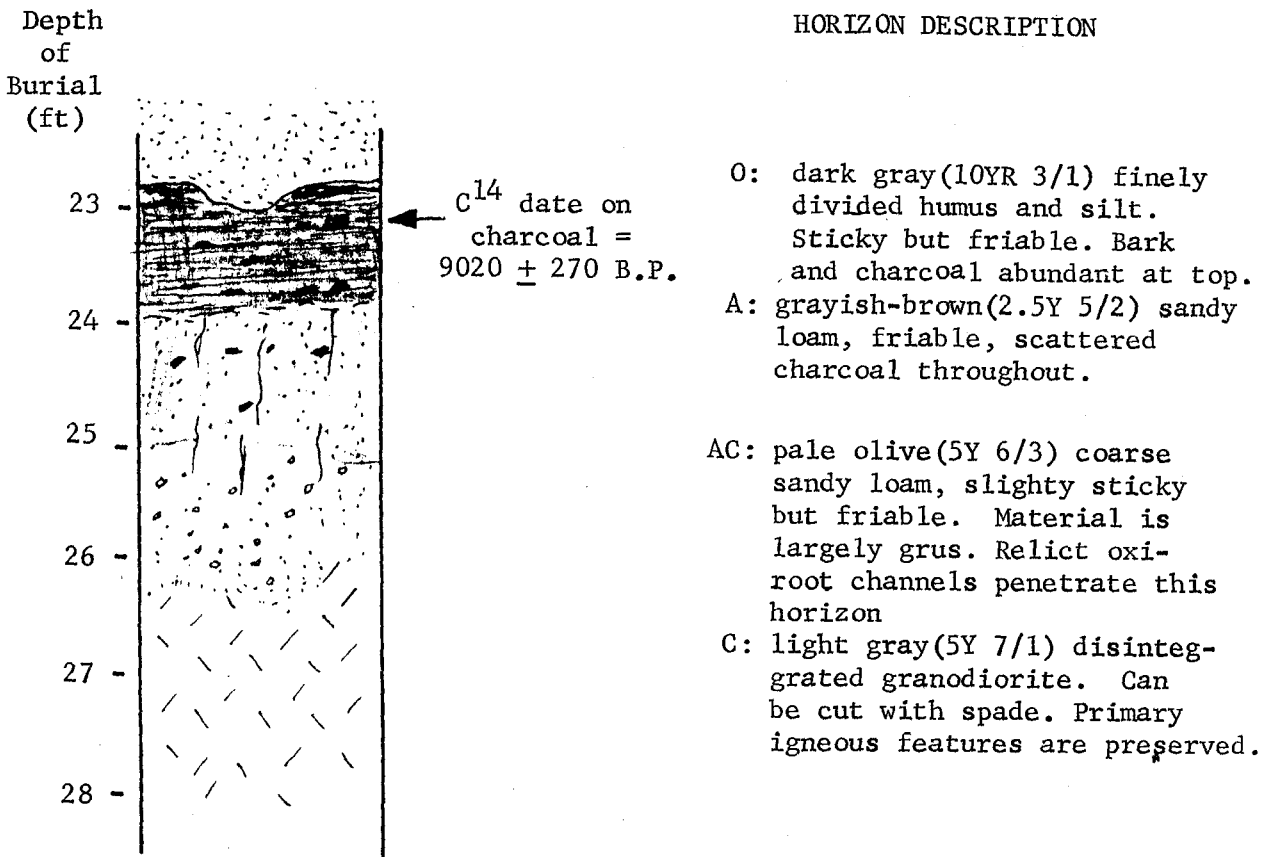 Depth
of
Burial
(ft)
HORIZON DESCRIPTION
23 -
24 -
25 -
26 -
27 -
28 -
C14 date on
charcoal =
9020 ± 270 B.P.
O: dark gray(10YR 3/1) finely
divided humus and silt.
Sticky but friable. Bark
and charcoal abundant at top.
A: grayish-brown(2.5Y 5/2) sandy
loam, friable, scattered
charcoal throughout.
AC: pale olive(5Y 6/3) coarse
sandy loam, slighty sticky
but friable. Material is
largely grus. Relict oxi-
root channels penetrate this
horizon
C: light gray(5Y 7/1) disinteg-
grated granodiorite. Can
be cut with spade. Primary
igneous features are preserved.